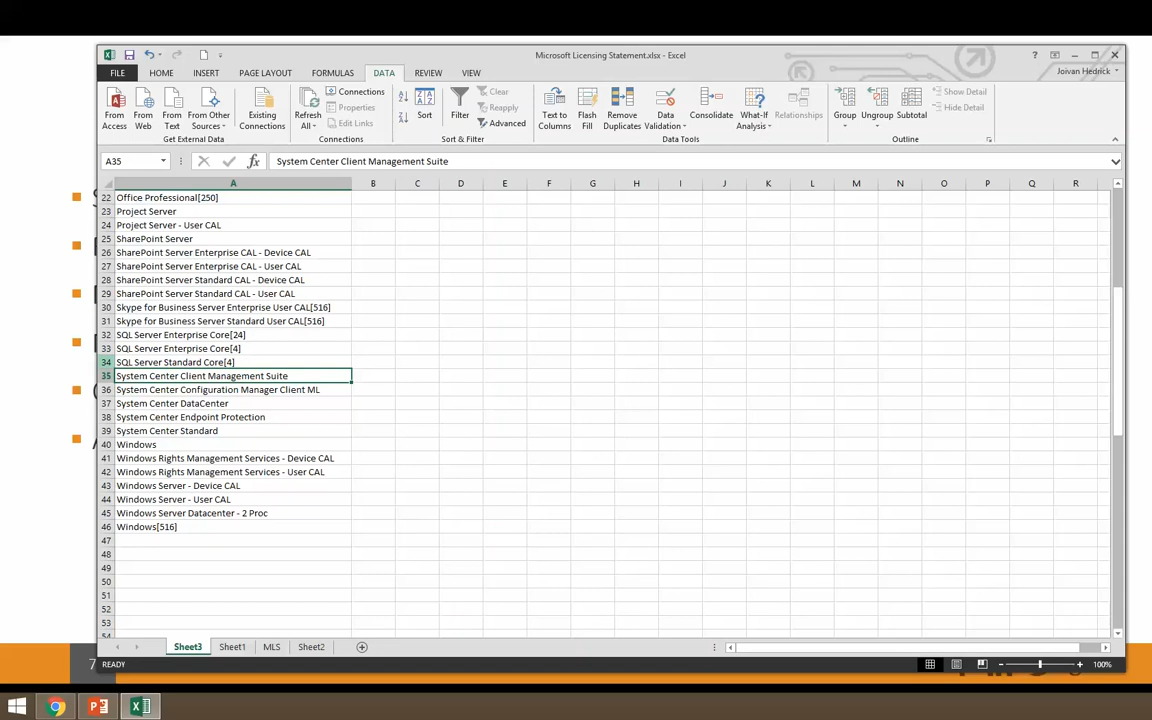 Microsoft Licensing Statement.xlsx - Excel
?
FILE HOME INSERT PAGE LAYOUT FORMULAS DATA REVIEW VIEW
Joivan Hedrick
From Access
From Web
From Text
From Other Sources
Existing Connections
Get External Data
Refresh All
Connections
Properties
Edit Links
Connections
Sort
Filter
Clear
Reapply
Advanced
Sort & Filter
Text to Columns
Flash Fill
Remove Duplicates
Data Validation
Consolidate
What-If Analysis
Relationships
Data Tools
Group
Ungroup
Subtotal
Show Detail
Hide Detail
Outline
A35 fx System Center Client Management Suite
A B C D E F G H I J K L M N O P Q R
22 Office Professional[250]
23 Project Server
24 Project Server - User CAL
25 SharePoint Server
26 SharePoint Server Enterprise CAL - Device CAL
27 SharePoint Server Enterprise CAL - User CAL
28 SharePoint Server Standard CAL - Device CAL
29 SharePoint Server Standard CAL - User CAL
30 Skype for Business Server Enterprise User CAL[516]
31 Skype for Business Server Standard User CAL[516]
32 SQL Server Enterprise Core[24]
33 SQL Server Enterprise Core[4]
34 SQL Server Standard Core[4]
35 System Center Client Management Suite
36 System Center Configuration Manager Client ML
37 System Center DataCenter
38 System Center Endpoint Protection
39 System Center Standard
40 Windows
41 Windows Rights Management Services - Device CAL
42 Windows Rights Management Services - User CAL
43 Windows Server - Device CAL
44 Windows Server - User CAL
45 Windows Server Datacenter - 2 Proc
46 Windows[516]
47
48
49
50
51
52
53
54
Sheet3 Sheet1 MLS Sheet2
7
READY
100%